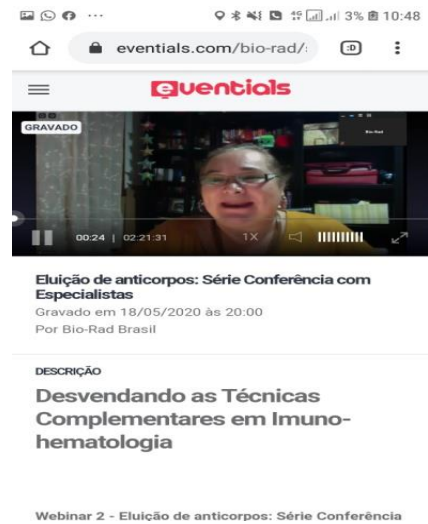 4G 3% 10:48
eventials.com/bio-rad/ :D
eventials
GRAVADO
Bio-Rad
00:24 | 02:21:31 1X
Eluição de anticorpos: Série Conferência com
Especialistas
Gravado em 18/05/2020 às 20:00
Por Bio-Rad Brasil
DESCRIÇÃO
Desvendando as Técnicas
Complementares em Imuno-
hematologia
Webinar 2 - Eluição de anticorpos: Série Conferência